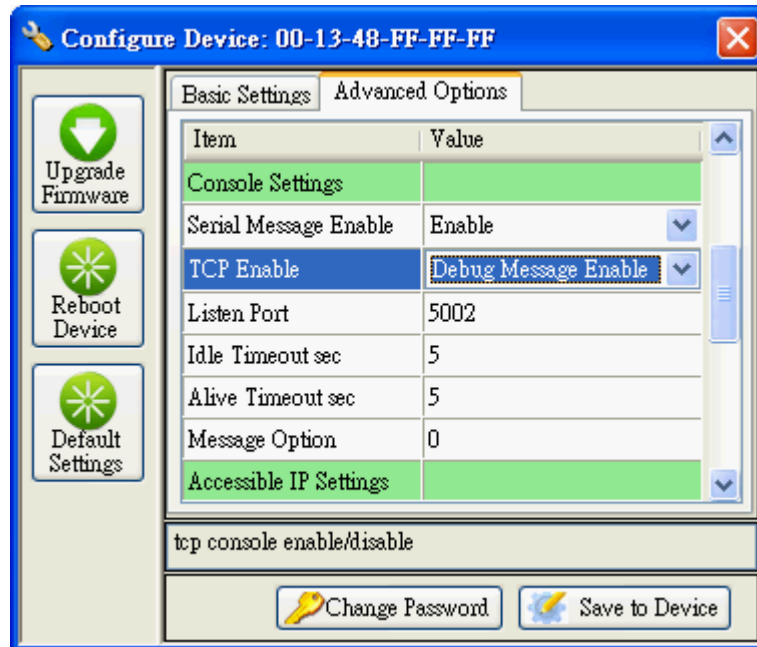 Configure Device: 00-13-48-FF-FF-FF
Upgrade
Firmware
Reboot
Device
Default
Settings
Basic Settings Advanced Options
Item Value
Console Settings
Serial Message Enable Enable
TCP Enable Debug Message Enable
Listen Port 5002
Idle Timeout sec 5
Alive Timeout sec 5
Message Option 0
Accessible IP Settings
tcp console enable/disable
Change Password Save to Device